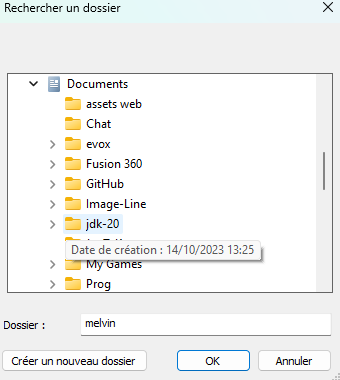 Rechercher un dossier
Documents
assets web
Chat
evox
Fusion 360
GitHub
Image-Line
jdk-20
Date de création : 14/10/2023 13:25
My Games
Prog
Dossier :
melvin
Créer un nouveau dossier
OK
Annuler